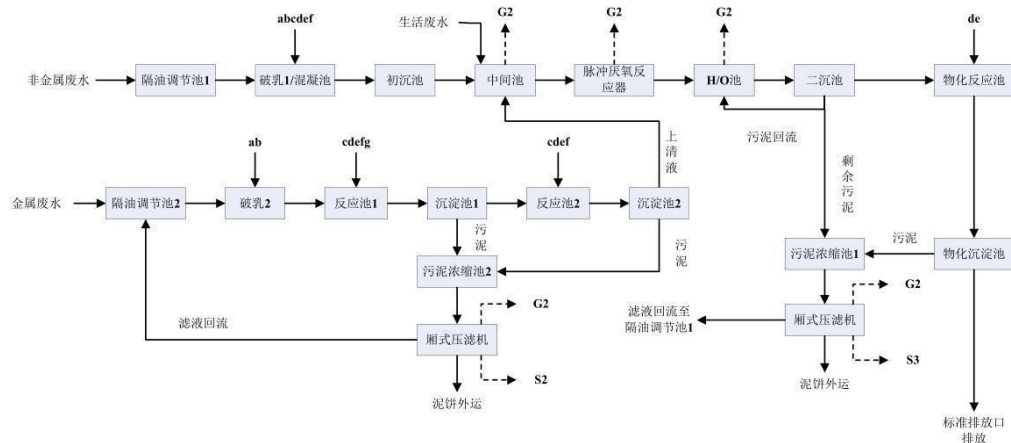 abcdef
生活废水
G2
G2
G2
de
非金属废水
隔油调节池1
破乳1/混凝池
初沉池
中间池
脉冲厌氧反
应器
H/O池
二沉池
物化反应池
污泥回流
上清液
剩余污泥
ab
cdefg
cdef
金属废水
隔油调节池2
破乳2
反应池1
沉淀池1
反应池2
沉淀池2
污泥
污泥
污泥
污泥浓缩池2
污泥浓缩池1
物化沉淀池
G2
G2
滤液回流
厢式压滤机
滤液回流至
隔油调节池1
厢式压滤机
S2
S3
泥饼外运
泥饼外运
标准排放口
排放